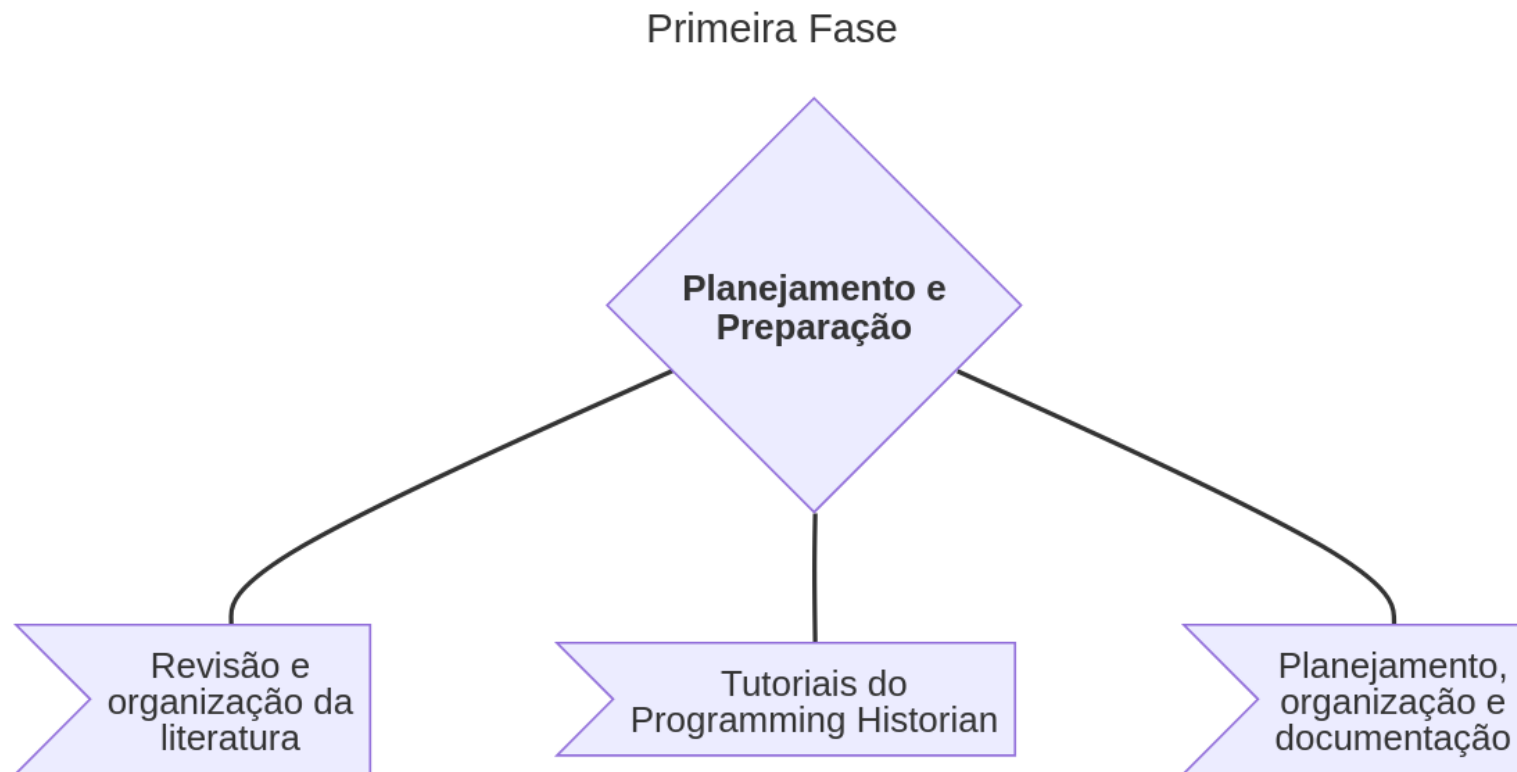 Primeira Fase
Planejamento e
Preparação
Revisão e
organização da
literatura
Tutoriais do
Programming Historian
Planejamento,
organização e
documentação